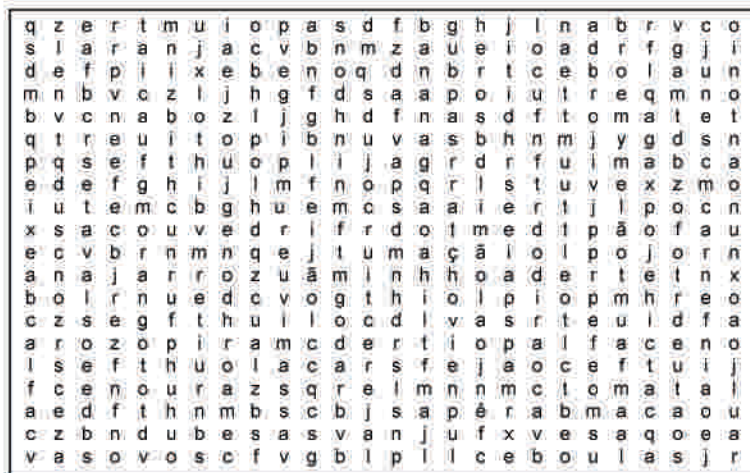 q z e r t m u i o p a s d f b g h j l n a b r v c o
s l a r a n j a c v b n m z a u e i o a d r f g j i
d e f p i i x e b e n o q d n b r t c e b o l a u n
m n b v c z l j h g f d s a a p o i u t r e q m n o
b v c n a b o z l j g h d f n a s d f t o m a t e t
q t r e u i t o p i b n u v a s b h n m j y g d s n
p q s e f t h u o p l i j a g r d r f u i m a b c a
e d e f g h i j l m f n o p q r l s t u v e x z m o
i u t e m c b g h u e m c s a a i e r t j l p o c n
x s a c o u v e d r i f r d o t m e d t p ã o f a u
e c v b r n m n q e j t u m a ç ã i o l p o j o r n
a n a j a r r o z u ã m i n h h o a d e r t e t n x
b o l r n u e d c v o g t h i o l p i o p m h r e o
c z s e g f t h u i l o c d l v a s r t e u i d f a
a r o z o p i r a m c d e r t i o p a l f a c e n o
l s e f t h u o l a c a r s f e j a o c e f t u i j
f c e n o u r a z s q r e l m n n m c t o m a t a l
a e d f t h n m b s c b j s a p ê r a b m a c a o u
c z b n d u b e s a s v a n j u f x v e s a q o e a
v a s o v o s c f v g b l p l l c e b o u l a s j r